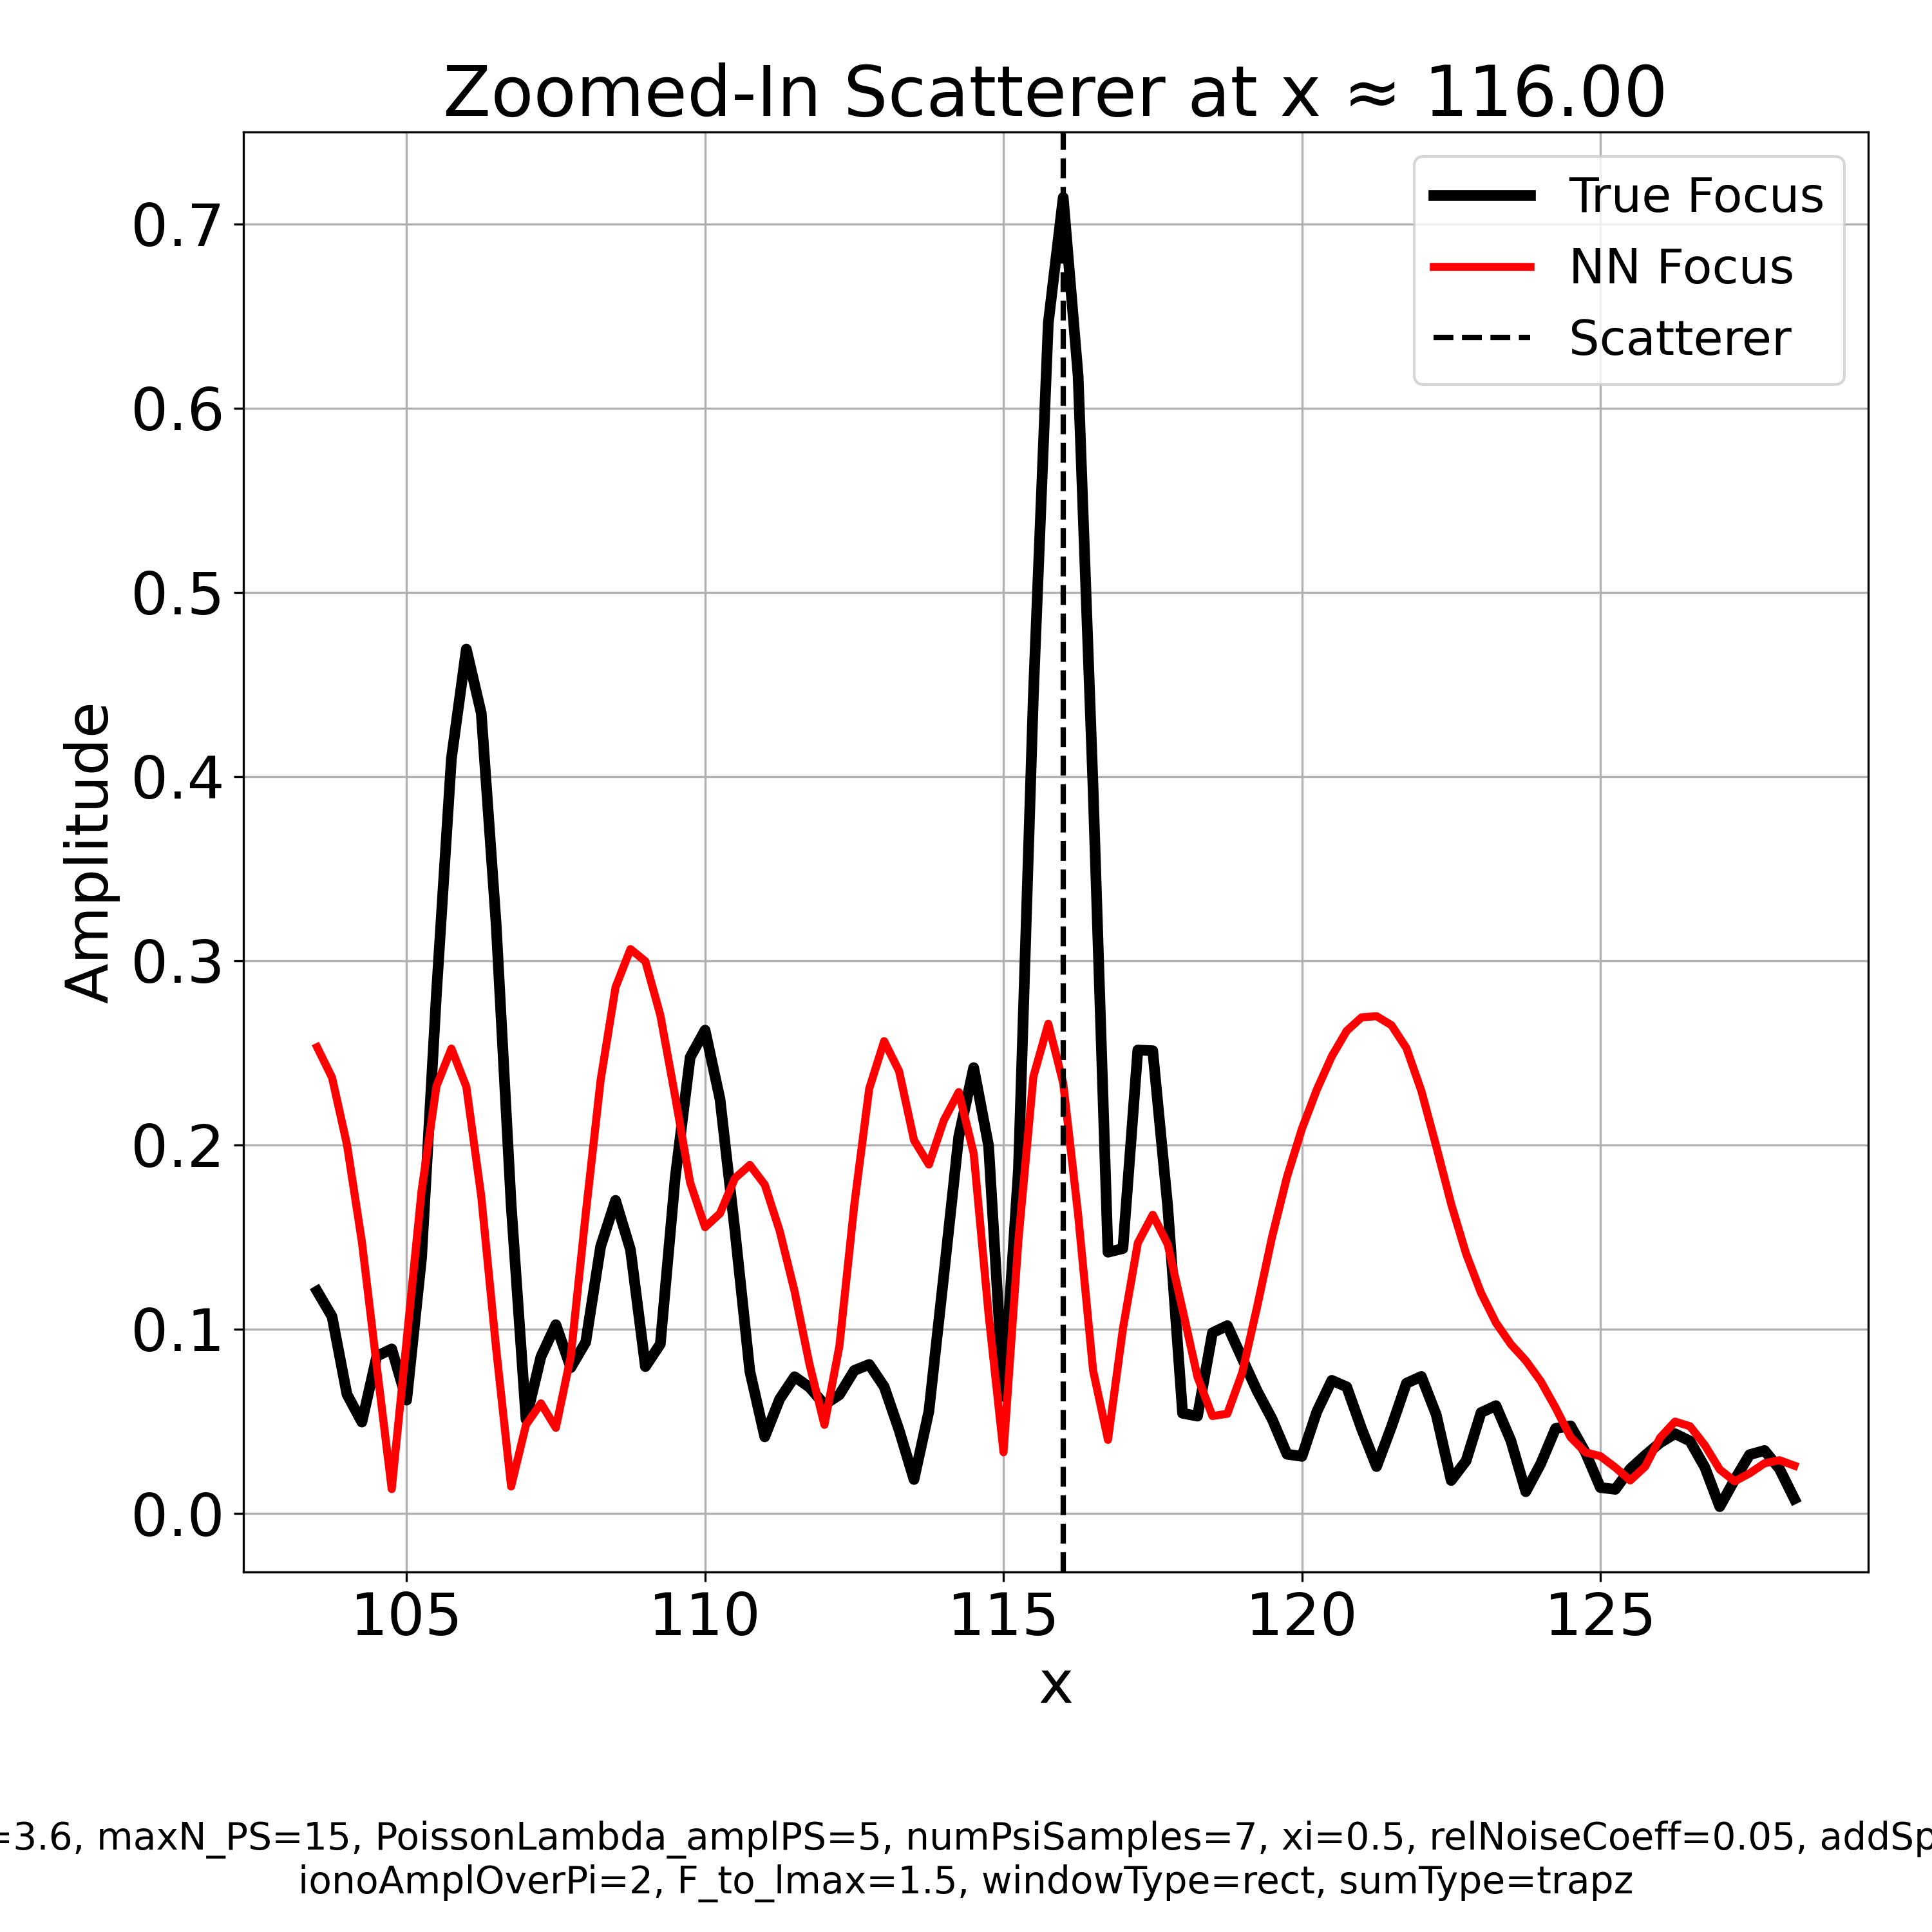 Zoomed-In Scatterer at x ≈ 116.00
True Focus
NN Focus
Scatterer
Amplitude
0.7
0.6
0.5
0.4
0.3
0.2
0.1
0.0
105 110 115 120 125
x
=3.6, maxN_PS=15, PoissonLambda_amplPS=5, numPsiSamples=7, xi=0.5, relNoiseCoeff=0.05, addSp
ionoAmplOverPi=2, F_to_lmax=1.5, windowType=rect, sumType=trapz